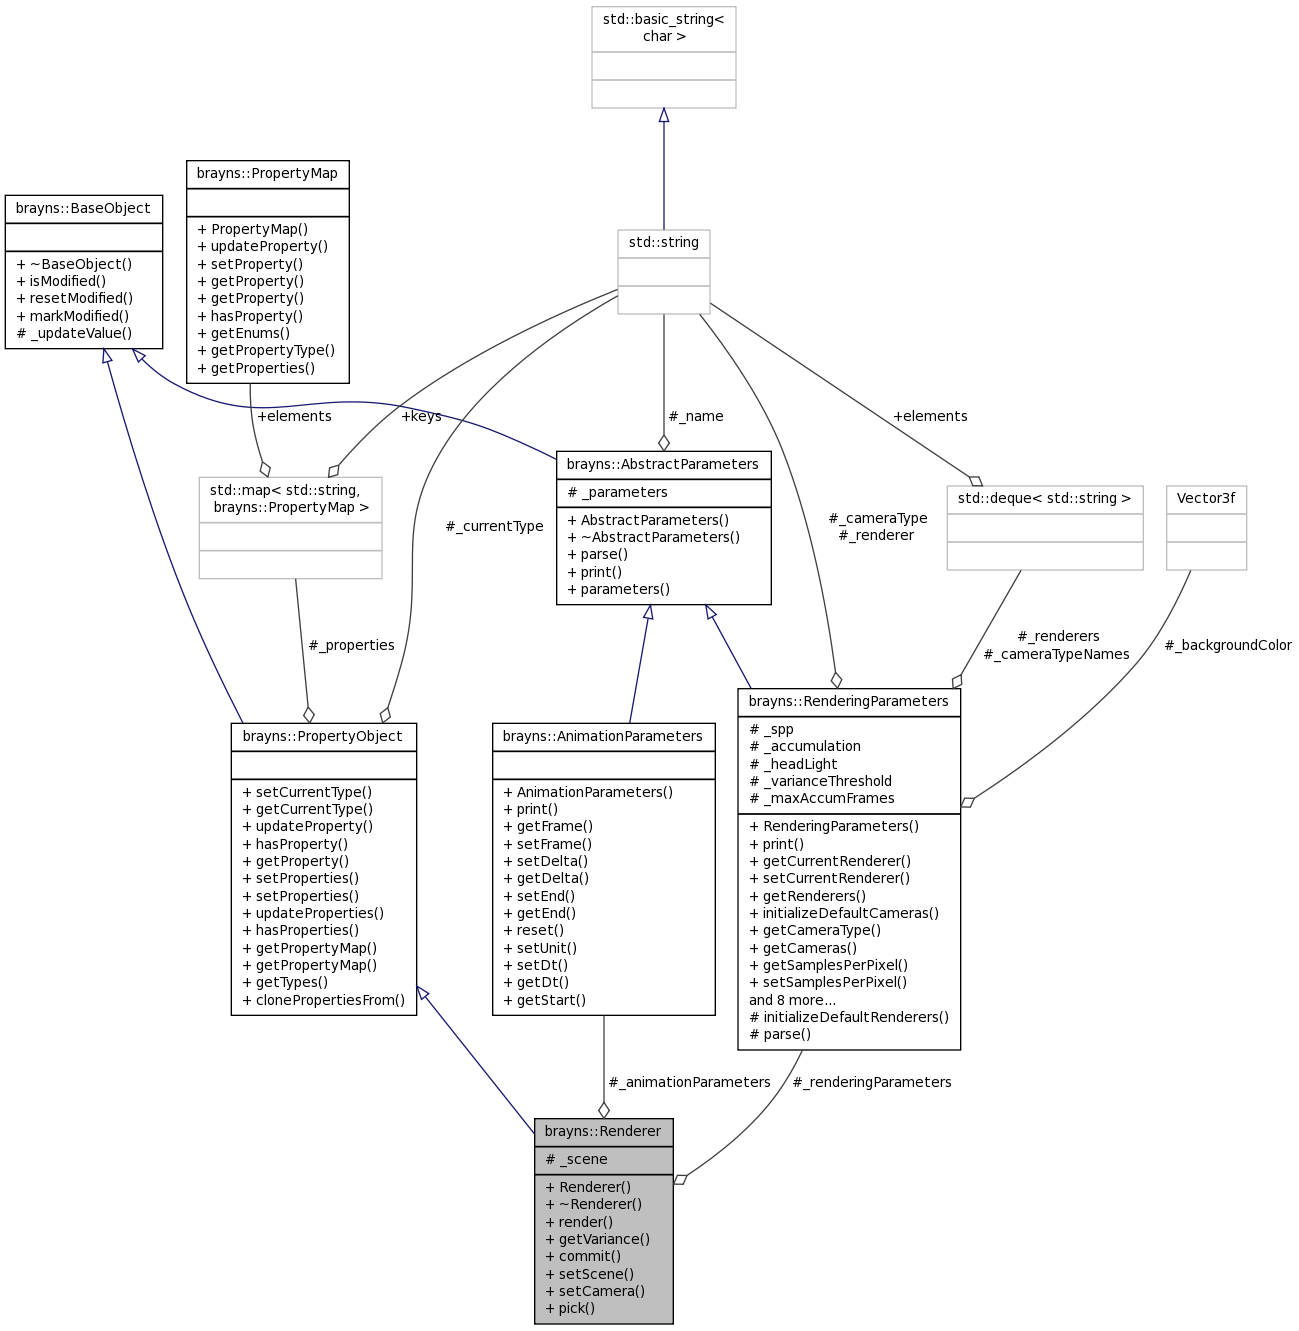 std::basic_string<
char >
brayns::PropertyMap
+ PropertyMap()
+ updateProperty()
+ setProperty()
+ getProperty()
+ getProperty()
+ hasProperty()
+ getEnums()
+ getPropertyType()
+ getProperties()
brayns::BaseObject
+ ~BaseObject()
+ isModified()
+ resetModified()
+ markModified()
# _updateValue()
std::string
+elements
+keys
#_name
+elements
brayns::AbstractParameters
# _parameters
+ AbstractParameters()
+ ~AbstractParameters()
+ parse()
+ print()
+ parameters()
std::map< std::string,
brayns::PropertyMap >
#_currentType
#_cameraType
#_renderer
std::deque< std::string >
Vector3f
#_properties
#_renderers
#_cameraTypeNames
#_backgroundColor
brayns::PropertyObject
+ setCurrentType()
+ getCurrentType()
+ updateProperty()
+ hasProperty()
+ getProperty()
+ setProperties()
+ setProperties()
+ updateProperties()
+ hasProperties()
+ getPropertyMap()
+ getPropertyMap()
+ getTypes()
+ clonePropertiesFrom()
brayns::AnimationParameters
+ AnimationParameters()
+ print()
+ getFrame()
+ setFrame()
+ setDelta()
+ getDelta()
+ setEnd()
+ getEnd()
+ reset()
+ setUnit()
+ setDt()
+ getDt()
+ getStart()
brayns::RenderingParameters
# _spp
# _accumulation
# _headLight
# _varianceThreshold
# _maxAccumFrames
+ RenderingParameters()
+ print()
+ getCurrentRenderer()
+ setCurrentRenderer()
+ getRenderers()
+ initializeDefaultCameras()
+ getCameraType()
+ getCameras()
+ getSamplesPerPixel()
+ setSamplesPerPixel()
and 8 more...
# initializeDefaultRenderers()
# parse()
#_animationParameters
#_renderingParameters
brayns::Renderer
# _scene
+ Renderer()
+ ~Renderer()
+ render()
+ getVariance()
+ commit()
+ setScene()
+ setCamera()
+ pick()